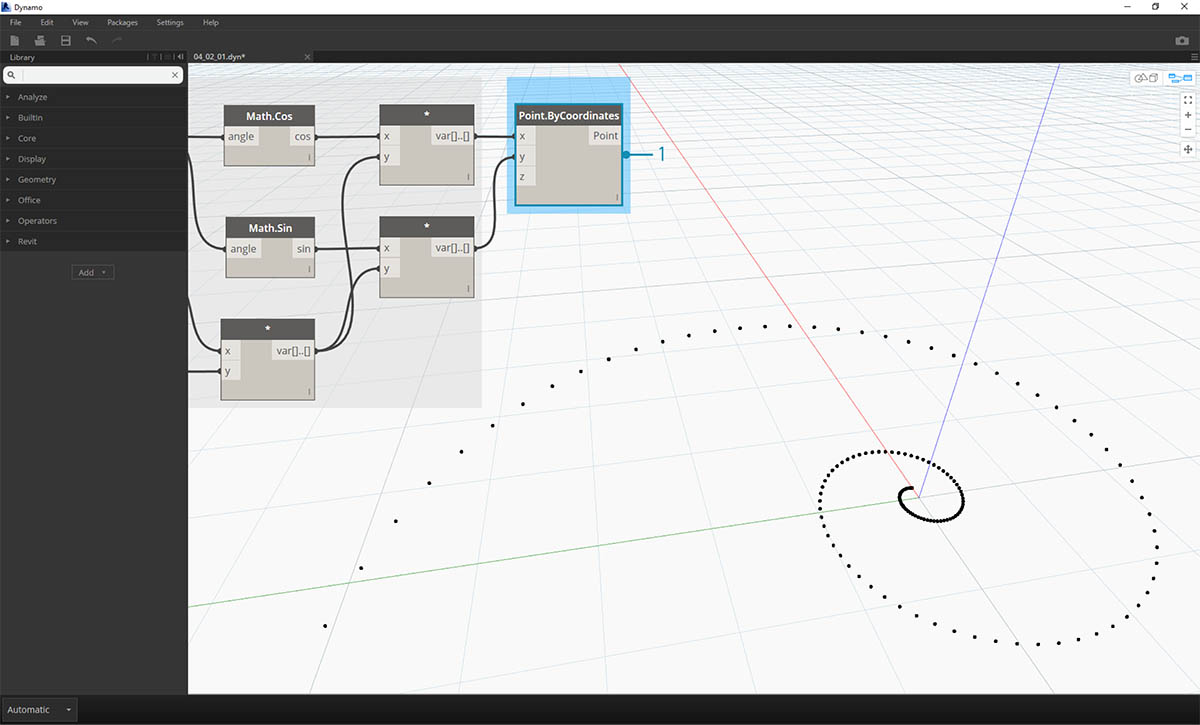 Dynamo
File Edit View Packages Settings Help
Library
04_02_01.dyn*
Analyze
BuiltIn
Core
Display
Geometry
Office
Operators
Revit
Add
Math.Cos
angle cos
*
x var[]..[]
y
Point.ByCoordinates
x Point
y
z
1
Math.Sin
angle sin
*
x var[]..[]
y
*
x var[]..[]
y
Automatic